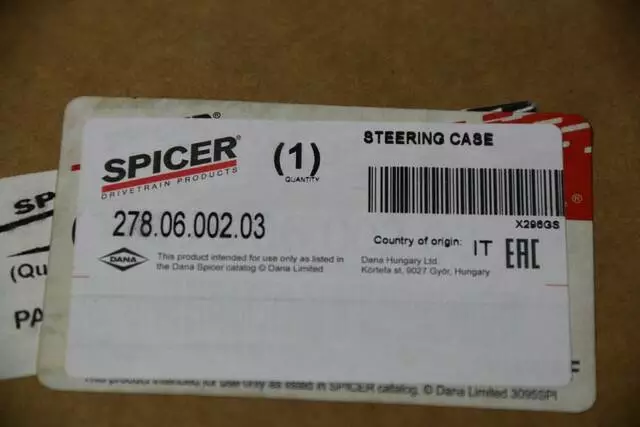 SPICER®
DRIVETRAIN PRODUCTS
(1)
QUANTITY
STEERING CASE
X296GS
278.06.002.03
Country of origin: IT EAC
DANA
This product intended for use only as listed in
the Dana Spicer catalog © Dana Limited
Dana Hungary Ltd.
Kortefa st, 9027 Győr, Hungary
SP
(Qu
PA
This product intended for use only as listed in SPICER catalog. © Dana Limited 3095SPI